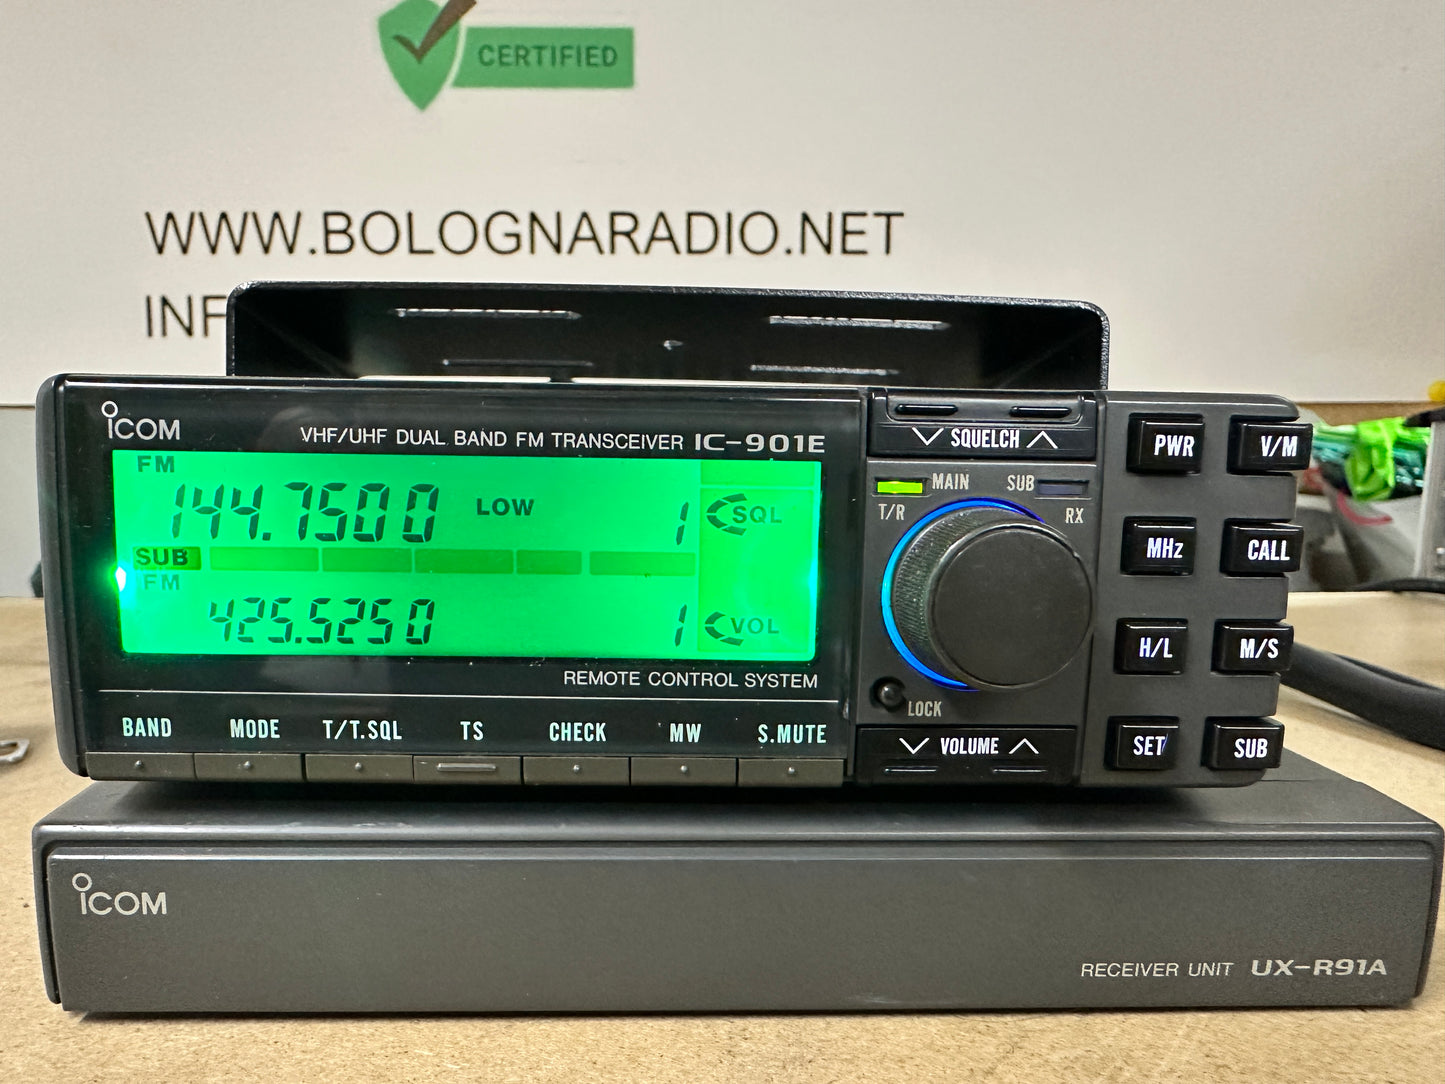 CERTIFIED
WWW.BOLOGNARADIO.NET
INF
ICOM
VHF/UHF DUAL BAND FM TRANSCEIVER IC-901E
FM
144.7500 LOW 1 SQL
SUB
FM
425.5250 1 VOL
REMOTE CONTROL SYSTEM
BAND MODE T/T.SQL TS CHECK MW S.MUTE
SQUELCH
MAIN SUB
T/R RX
LOCK
VOLUME
PWR V/M
MHz CALL
H/L M/S
SET SUB
ICOM
RECEIVER UNIT UX-R91A